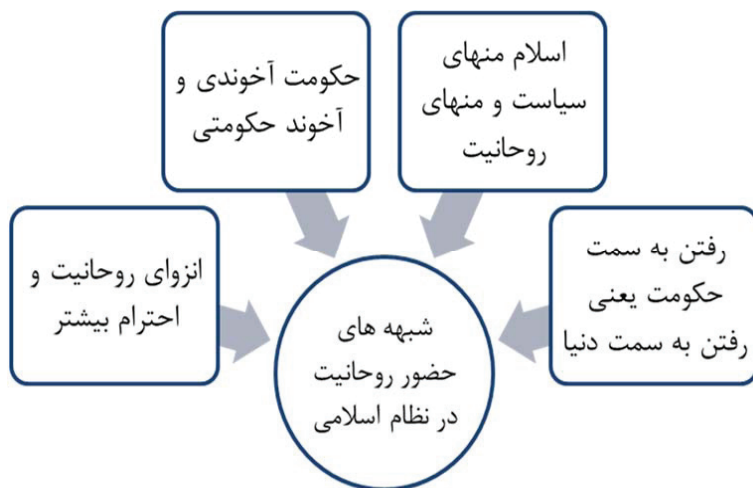 اسلام منهای
سیاست و منهای
روحانیت
حکومت آخوندی و
آخوند حکومتی
رفتن به سمت
حکومت یعنی
رفتن به سمت دنیا
انزوای روحانیت و
احترام بیشتر
شبهه های
حضور روحانیت
در نظام اسلامی